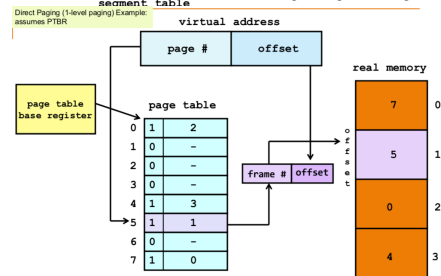 segment table
Direct Paging (1-level paging) Example:
assumes PTBR
virtual address
page # offset
real memory
page table
base register
page table
0 1 2
1 0 -
2 0 -
3 0 -
4 1 3
5 1 1
6 0 -
7 1 0
frame # offset
offset
7 0
5 1
0 2
4 3